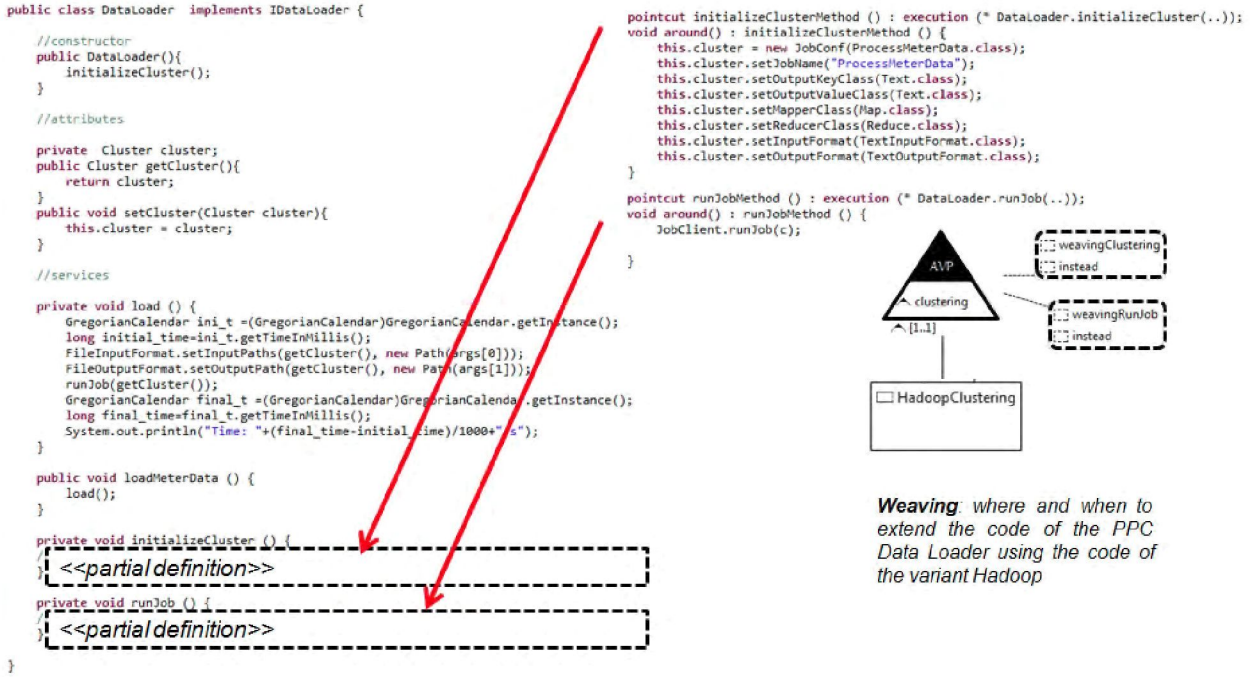 public class DataLoader implements IDataLoader {
//constructor
public DataLoader(){
initializeCluster();
}
//attributes
private Cluster cluster;
public Cluster getCluster(){
return cluster;
}
public void setCluster(Cluster cluster){
this.cluster = cluster;
}
//services
private void load () {
GregorianCalendar ini_t =(GregorianCalendar)GregorianCalendar.getInstance();
long initial_time=ini_t.getTimeInMillis();
FileInputFormat.setInputPaths(getCluster(), new Path(args[0]));
FileOutputFormat.setOutputPath(getCluster(), new Path(args[1]));
runJob(getCluster());
GregorianCalendar final_t =(GregorianCalendar)GregorianCalendar.getInstance();
long final_time=final_t.getTimeInMillis();
System.out.println("Time: "+(final_time-initial_time)/1000+" s");
}
public void loadMeterData () {
load();
}
private void initializeCluster () {
/
<<partial definition>>
}
private void runJob () {
/
<<partial definition>>
}
}
pointcut initializeClusterMethod () : execution (* DataLoader.initializeCluster(..));
void around() : initializeClusterMethod () {
this.cluster = new JobConf(ProcessMeterData.class);
this.cluster.setJobName("ProcessMeterData");
this.cluster.setOutputKeyClass(Text.class);
this.cluster.setOutputValueClass(Text.class);
this.cluster.setMapperClass(Map.class);
this.cluster.setReducerClass(Reduce.class);
this.cluster.setInputFormat(TextInputFormat.class);
this.cluster.setOutputFormat(TextOutputFormat.class);
}
pointcut runJobMethod () : execution (* DataLoader.runJob(..));
void around() : runJobMethod () {
JobClient.runJob(c);
}
AVP
clustering
[1..1]
weavingClustering
instead
weavingRunJob
instead
HadoopClustering
Weaving: where and when to
extend the code of the PPC
Data Loader using the code of
the variant Hadoop